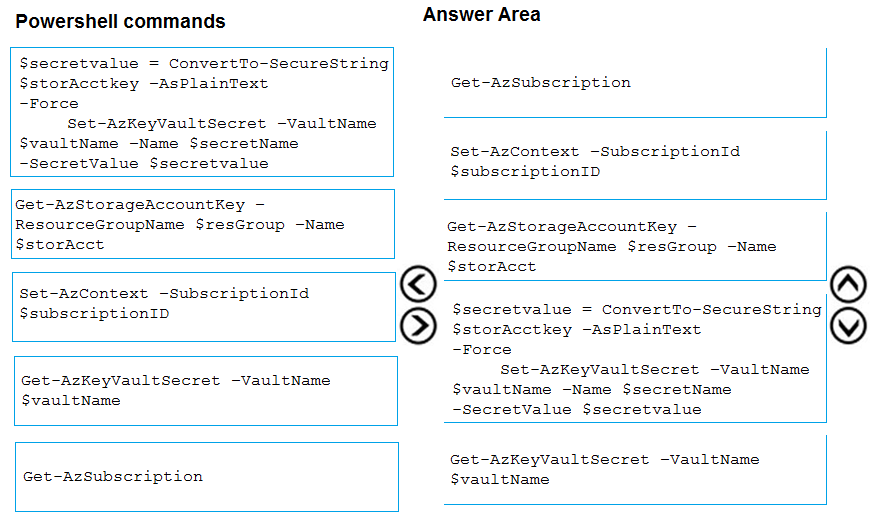 Powershell commands
$secretvalue = ConvertTo-SecureString
$storAcctkey –AsPlainText
–Force
Set-AzKeyVaultSecret –VaultName
$vaultName –Name $secretName
–SecretValue $secretvalue
Get-AzStorageAccountKey –
ResourceGroupName $resGroup –Name
$storAcct
Set-AzContext –SubscriptionId
$subscriptionID
Get-AzKeyVaultSecret –VaultName
$vaultName
Get-AzSubscription
Answer Area
Get-AzSubscription
Set-AzContext –SubscriptionId
$subscriptionID
Get-AzStorageAccountKey –
ResourceGroupName $resGroup –Name
$storAcct
$secretvalue = ConvertTo-SecureString
$storAcctkey –AsPlainText
–Force
Set-AzKeyVaultSecret –VaultName
$vaultName –Name $secretName
–SecretValue $secretvalue
Get-AzKeyVaultSecret –VaultName
$vaultName